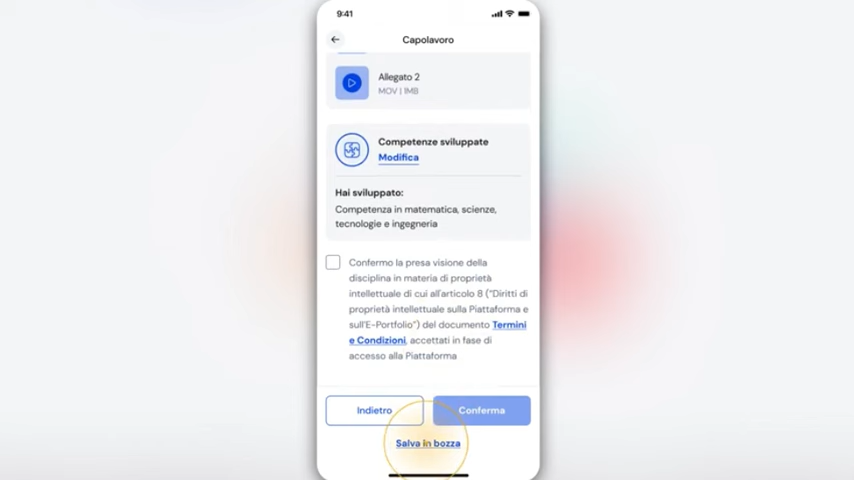 9:41
Capolavoro
Allegato 2
MOV | 1MB
Competenze sviluppate
Modifica
Hai sviluppato:
Competenza in matematica, scienze,
tecnologie e ingegneria
Confermo la presa visione della
disciplina in materia di proprietà
intellettuale di cui all'articolo 8 ("Diritti di
proprietà intellettuale sulla Piattaforma e
sull'E-Portfolio") del documento Termini
e Condizioni, accettati in fase di
accesso alla Piattaforma
Indietro
Conferma
Salva in bozza